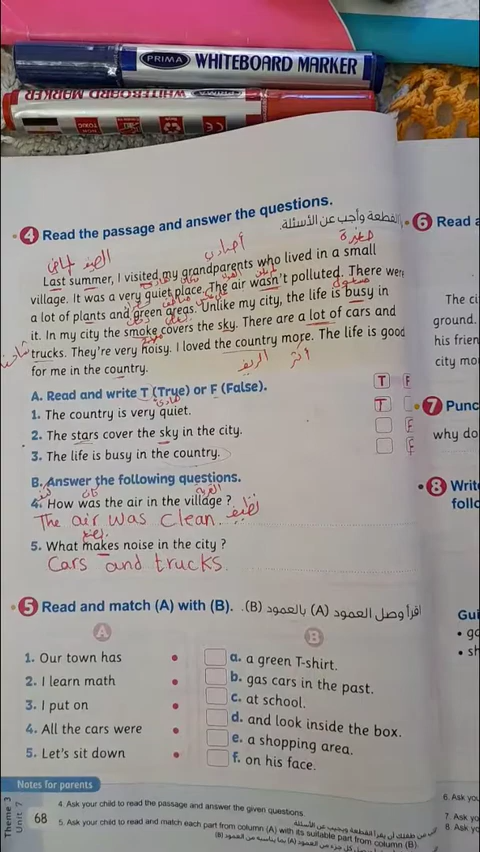 PRIMA WHITEBOARD MARKER
WHITEBOARD MARKER
4 Read the passage and answer the questions.
القطعة وأجب عن الأسئلة.
الصيف الماضي
صغيرة
Last summer, I visited my grandparents who lived in a small
village. It was a very quiet place. The air wasn't polluted. There were
a lot of plants and green areas. Unlike my city, the life is busy in
it. In my city the smoke covers the sky. There are a lot of cars and
trucks. They're very noisy. I loved the country more. The life is good
for me in the country.
الريف
أكثر
A. Read and write T (True) or F (False).
T F
1. The country is very quiet.
T
2. The stars cover the sky in the city.
F
3. The life is busy in the country.
F
B. Answer the following questions.
4. How was the air in the village ?
The air was clean.
نظيف
5. What makes noise in the city ?
Cars and trucks.
5 Read and match (A) with (B).
اقرأ وصل العمود (A) بالعمود (B).
A
B
1. Our town has
a. a green T-shirt.
2. I learn math
b. gas cars in the past.
3. I put on
c. at school.
4. All the cars were
d. and look inside the box.
5. Let's sit down
e. a shopping area.
f. on his face.
Notes for parents
Theme 3
Unit 7
68
4. Ask your child to read the passage and answer the given questions.
5. Ask your child to read and match each part from column (A) with its suitable part from column (B).
6 Read a
The ci
ground.
his frien
city mo
7 Punc
why do
8 Writ
follo
Gui
• go
• sh
6. Ask you
7. Ask yo
8. Ask yo